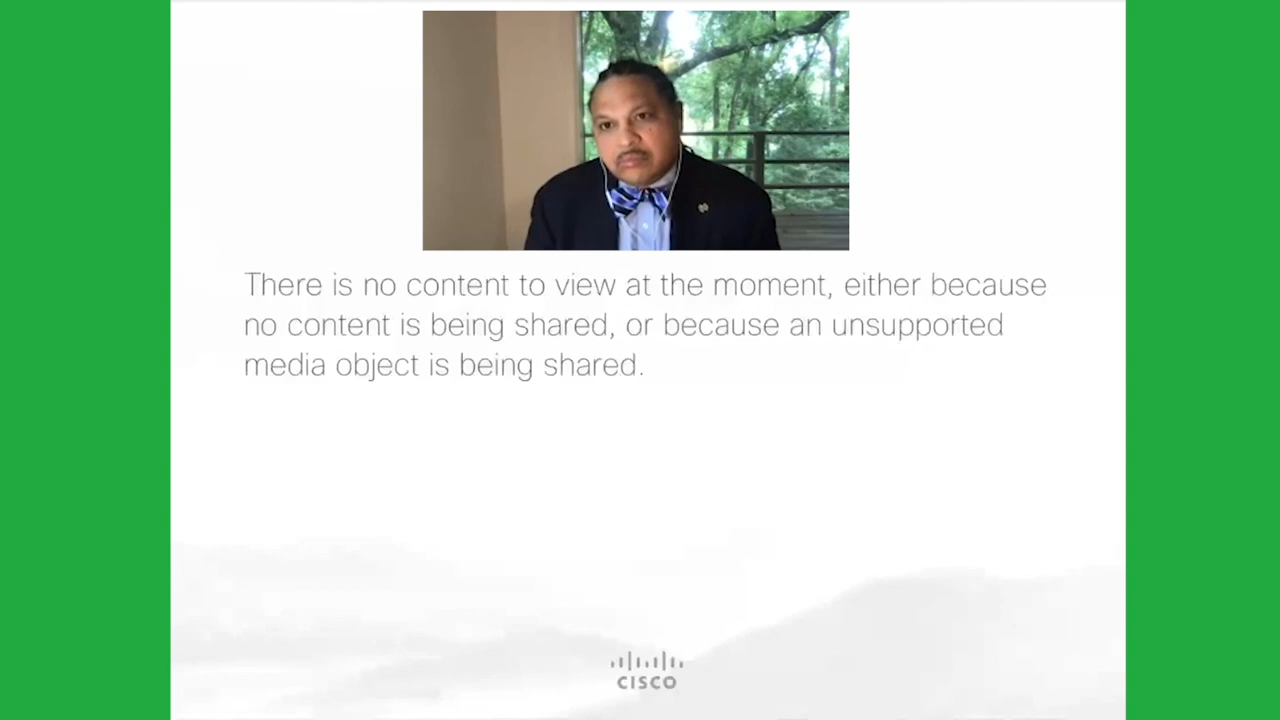 There is no content to view at the moment, either because
no content is being shared, or because an unsupported
media object is being shared.
CISCO